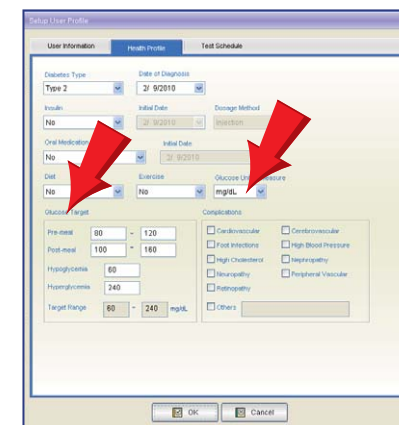 Setup User Profile
User Information Health Profile Test Schedule
Diabetes Type Date of Diagnosis
Type 2 2/ 9/2010
Insulin Initial Date Dosage Method
No 2/ 9/2010 Injection
Oral Medication Initial Date
No 2/ 9/2010
Diet Exercise Glucose Unit
No No mg/dL
Glucose Target Complications
Pre-meal 80 - 120 Cardiovascular Cerebrovascular
Post-meal 100 - 160 Foot Infections High Blood Pressure
Hypoglycemia 60 High Cholesterol Nephropathy
Hyperglycemia 240 Neuropathy Peripheral Vascular
Retinopathy
Target Range 60 - 240 mg/dL Others
OK Cancel